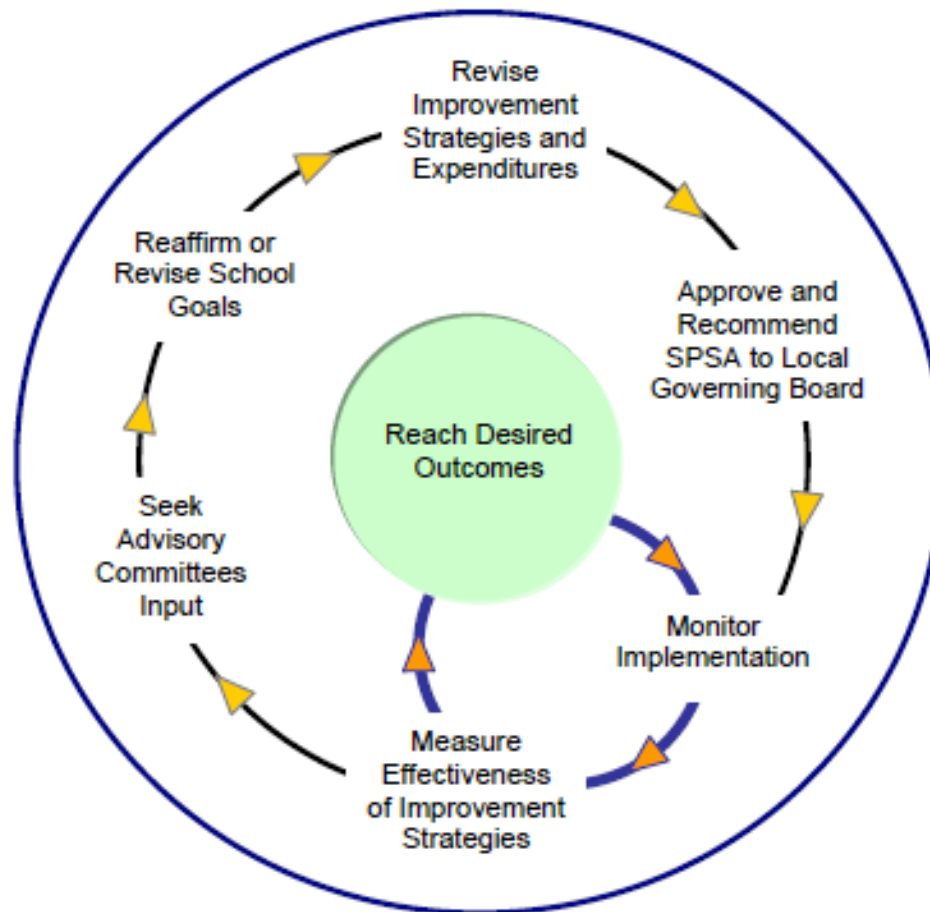 Revise
Improvement
Strategies and
Expenditures
Approve and
Recommend
SPSA to Local
Governing Board
Monitor
Implementation
Measure
Effectiveness
of Improvement
Strategies
Seek
Advisory
Committees
Input
Reaffirm or
Revise School
Goals
Reach Desired
Outcomes